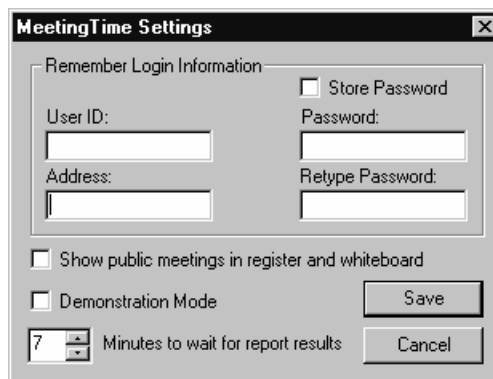 MeetingTime Settings
Remember Login Information
Store Password
User ID:
Password:
Address:
Retype Password:
Show public meetings in register and whiteboard
Demonstration Mode
Save
7 Minutes to wait for report results
Cancel